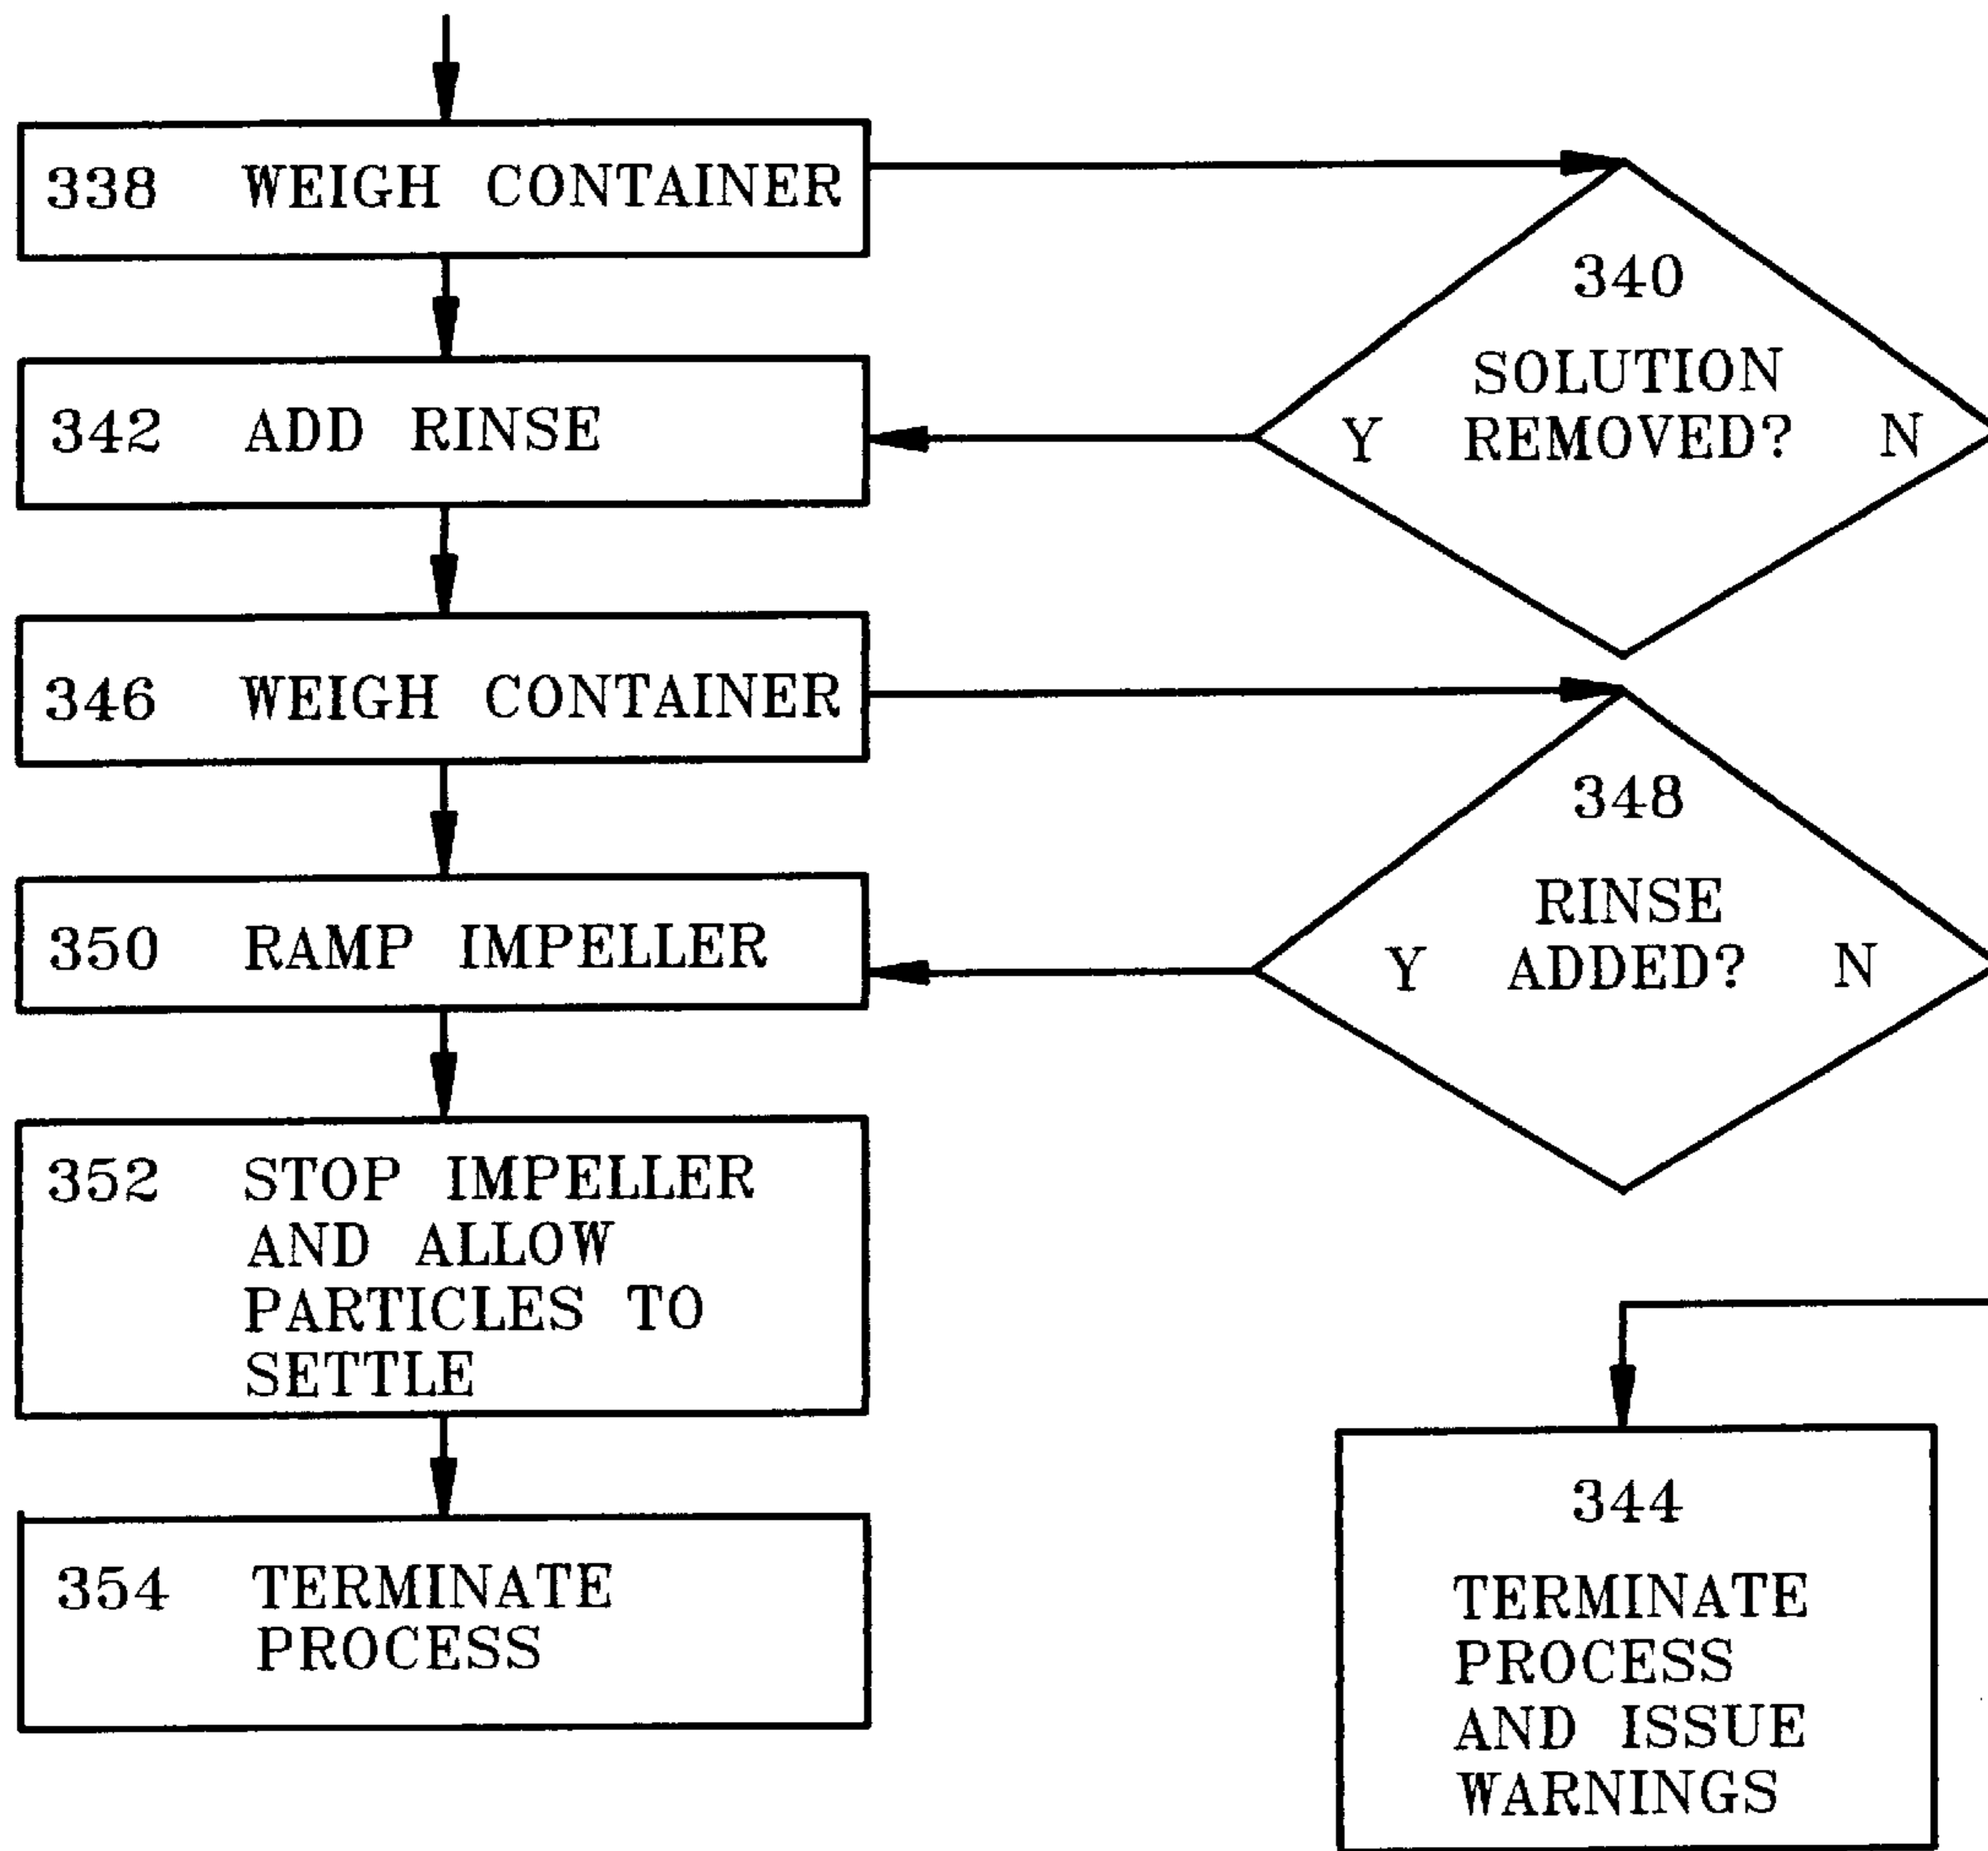 338 WEIGH CONTAINER
340
SOLUTION
Y REMOVED? N
342 ADD RINSE
346 WEIGH CONTAINER
348
RINSE
Y ADDED? N
350 RAMP IMPELLER
352 STOP IMPELLER
AND ALLOW
PARTICLES TO
SETTLE
354 TERMINATE
PROCESS
344
TERMINATE
PROCESS
AND ISSUE
WARNINGS